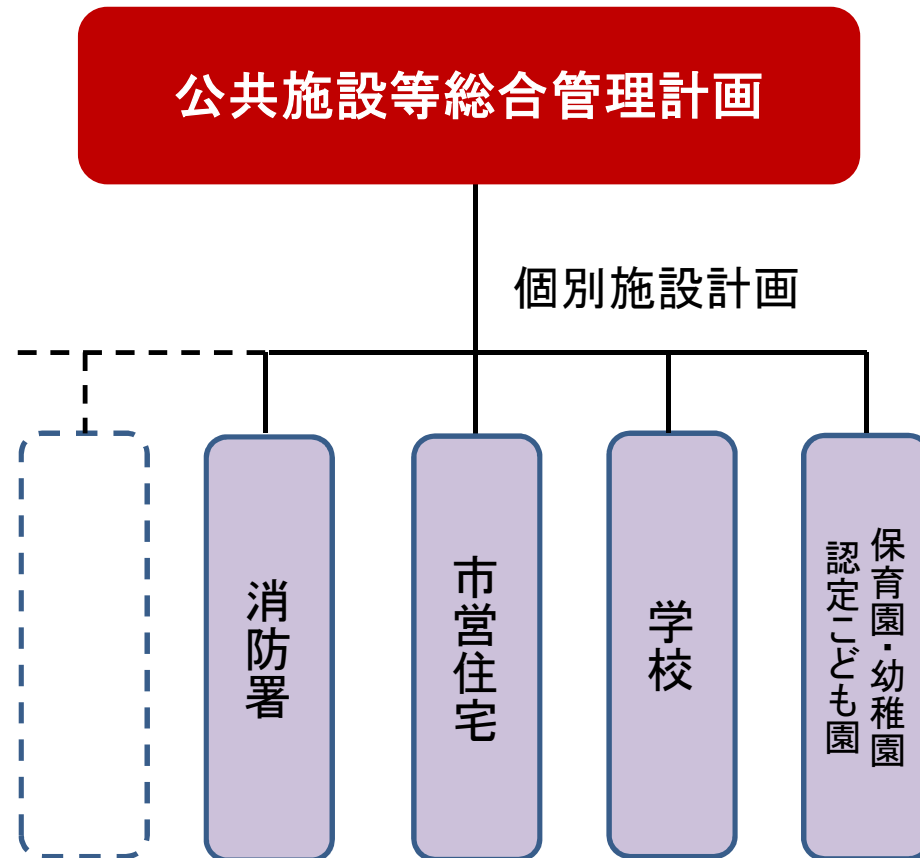 公共施設等総合管理計画
個別施設計画
消防署
市営住宅
学校
保育園・幼稚園
認定こども園